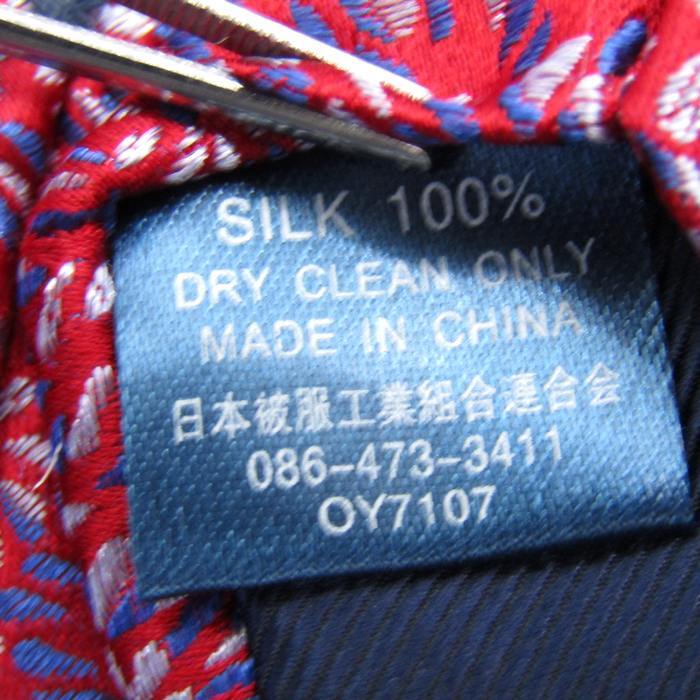 SILK 100%
DRY CLEAN ONLY
MADE IN CHINA
日本被服工業組合連合会
086-473-3411
OY7107